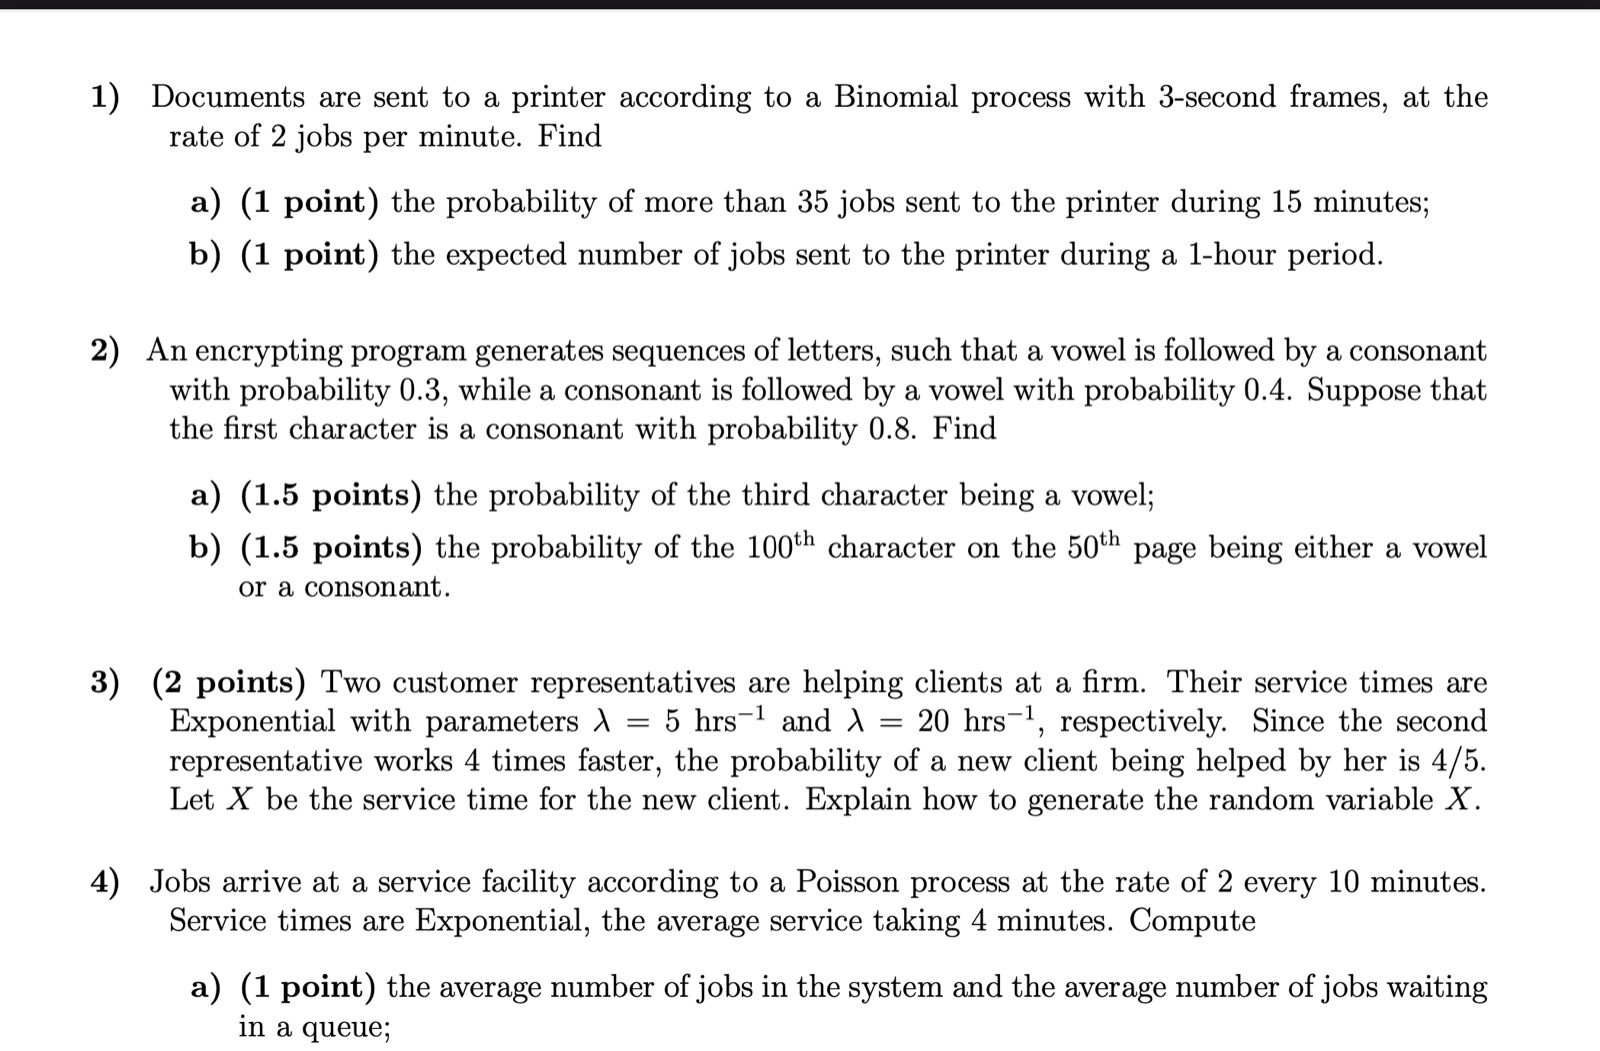 1) Documents are sent to a printer according to a Binomial process with 3-second frames, at the
rate of 2 jobs per minute. Find
a) (1 point) the probability of more than 35 jobs sent to the printer during 15 minutes;
b) (1 point) the expected number of jobs sent to the printer during a 1-hour period.
2) An encrypting program generates sequences of letters, such that a vowel is followed by a consonant
with probability 0.3, while a consonant is followed by a vowel with probability 0.4. Suppose that
the first character is a consonant with probability 0.8. Find
a) (1.5 points) the probability of the third character being a vowel;
b) (1.5 points) the probability of the 100th character on the 50th page being either a vowel
or a consonant.
3) (2 points) Two customer representatives are helping clients at a firm. Their service times are
Exponential with parameters λ = 5 hrs⁻¹ and λ = 20 hrs⁻¹, respectively. Since the second
representative works 4 times faster, the probability of a new client being helped by her is 4/5.
Let X be the service time for the new client. Explain how to generate the random variable X.
4) Jobs arrive at a service facility according to a Poisson process at the rate of 2 every 10 minutes.
Service times are Exponential, the average service taking 4 minutes. Compute
a) (1 point) the average number of jobs in the system and the average number of jobs waiting
in a queue;